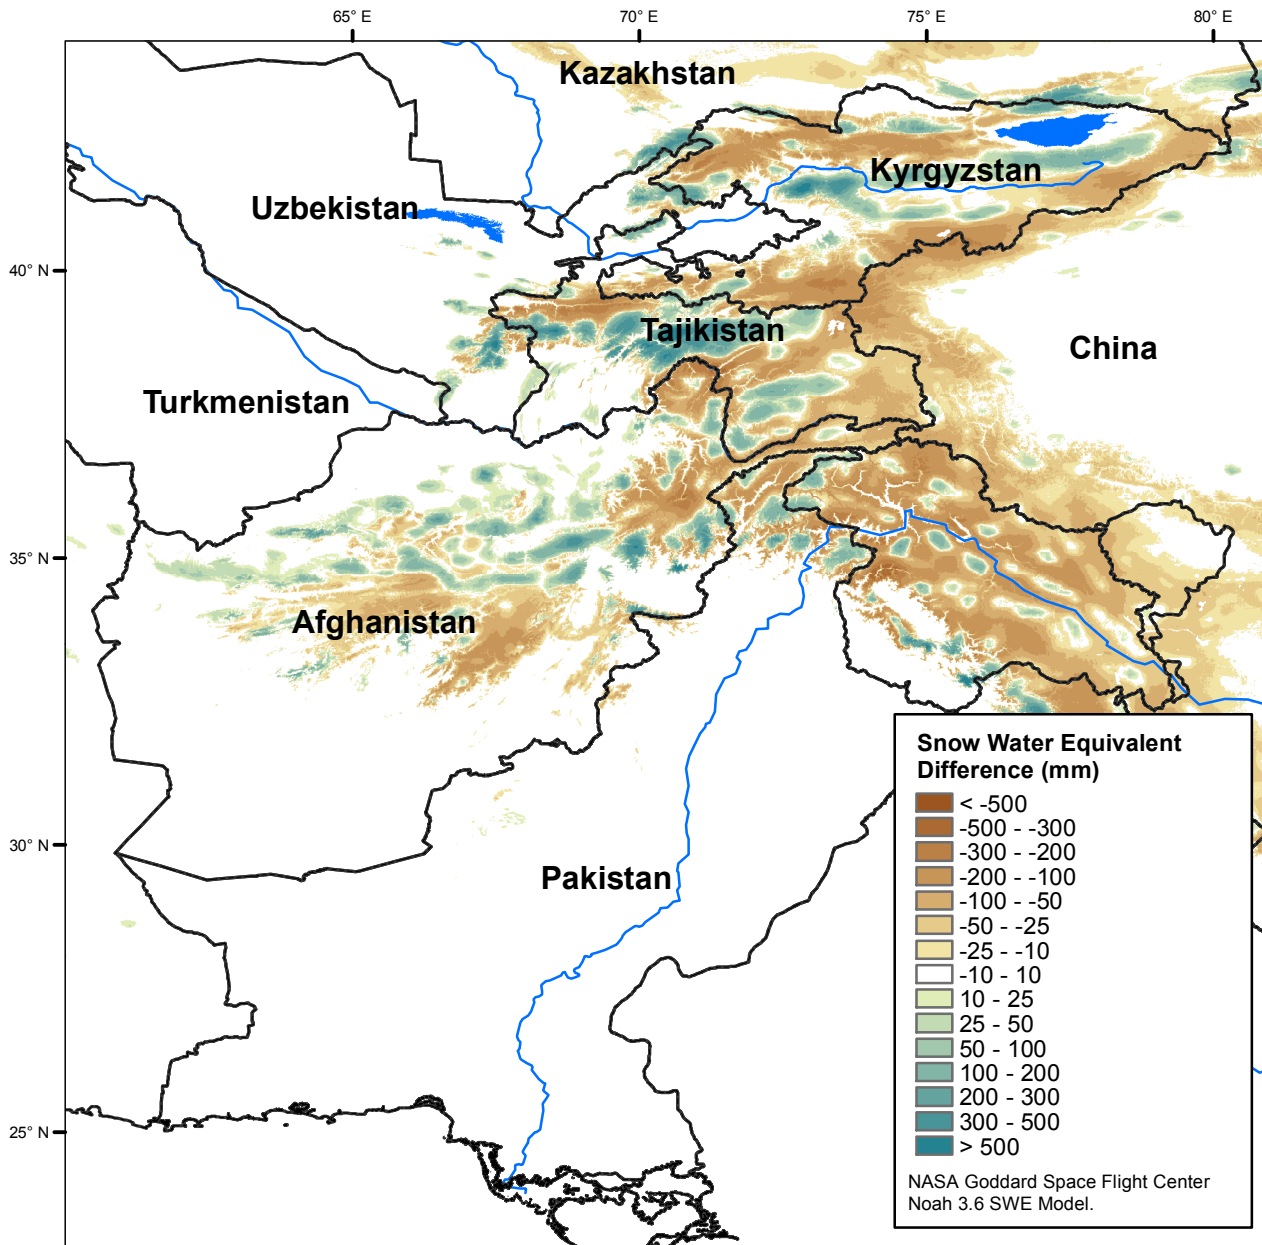 65° E
70° E
75° E
80° E
Kazakhstan
Kyrgyzstan
Uzbekistan
40° N
Tajikistan
China
Turkmenistan
35° N
Afghanistan
30° N
Pakistan
25° N
Snow Water Equivalent
Difference (mm)
< -500
-500 - -300
-300 - -200
-200 - -100
-100 - -50
-50 - -25
-25 - -10
-10 - 10
10 - 25
25 - 50
50 - 100
100 - 200
200 - 300
300 - 500
> 500
NASA Goddard Space Flight Center
Noah 3.6 SWE Model.